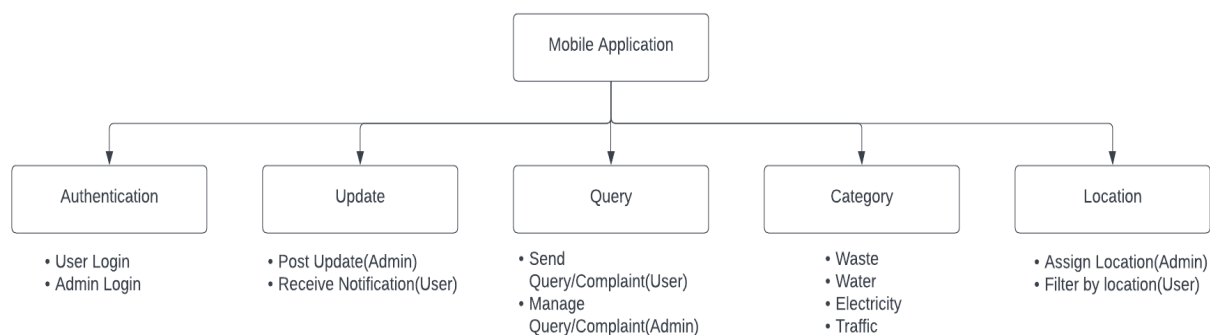 Mobile Application
Authentication
Update
Query
Category
Location
• User Login
• Admin Login
• Post Update(Admin)
• Receive Notification(User)
• Send
Query/Complaint(User)
• Manage
Query/Complaint(Admin)
• Waste
• Water
• Electricity
• Traffic
• Assign Location(Admin)
• Filter by location(User)